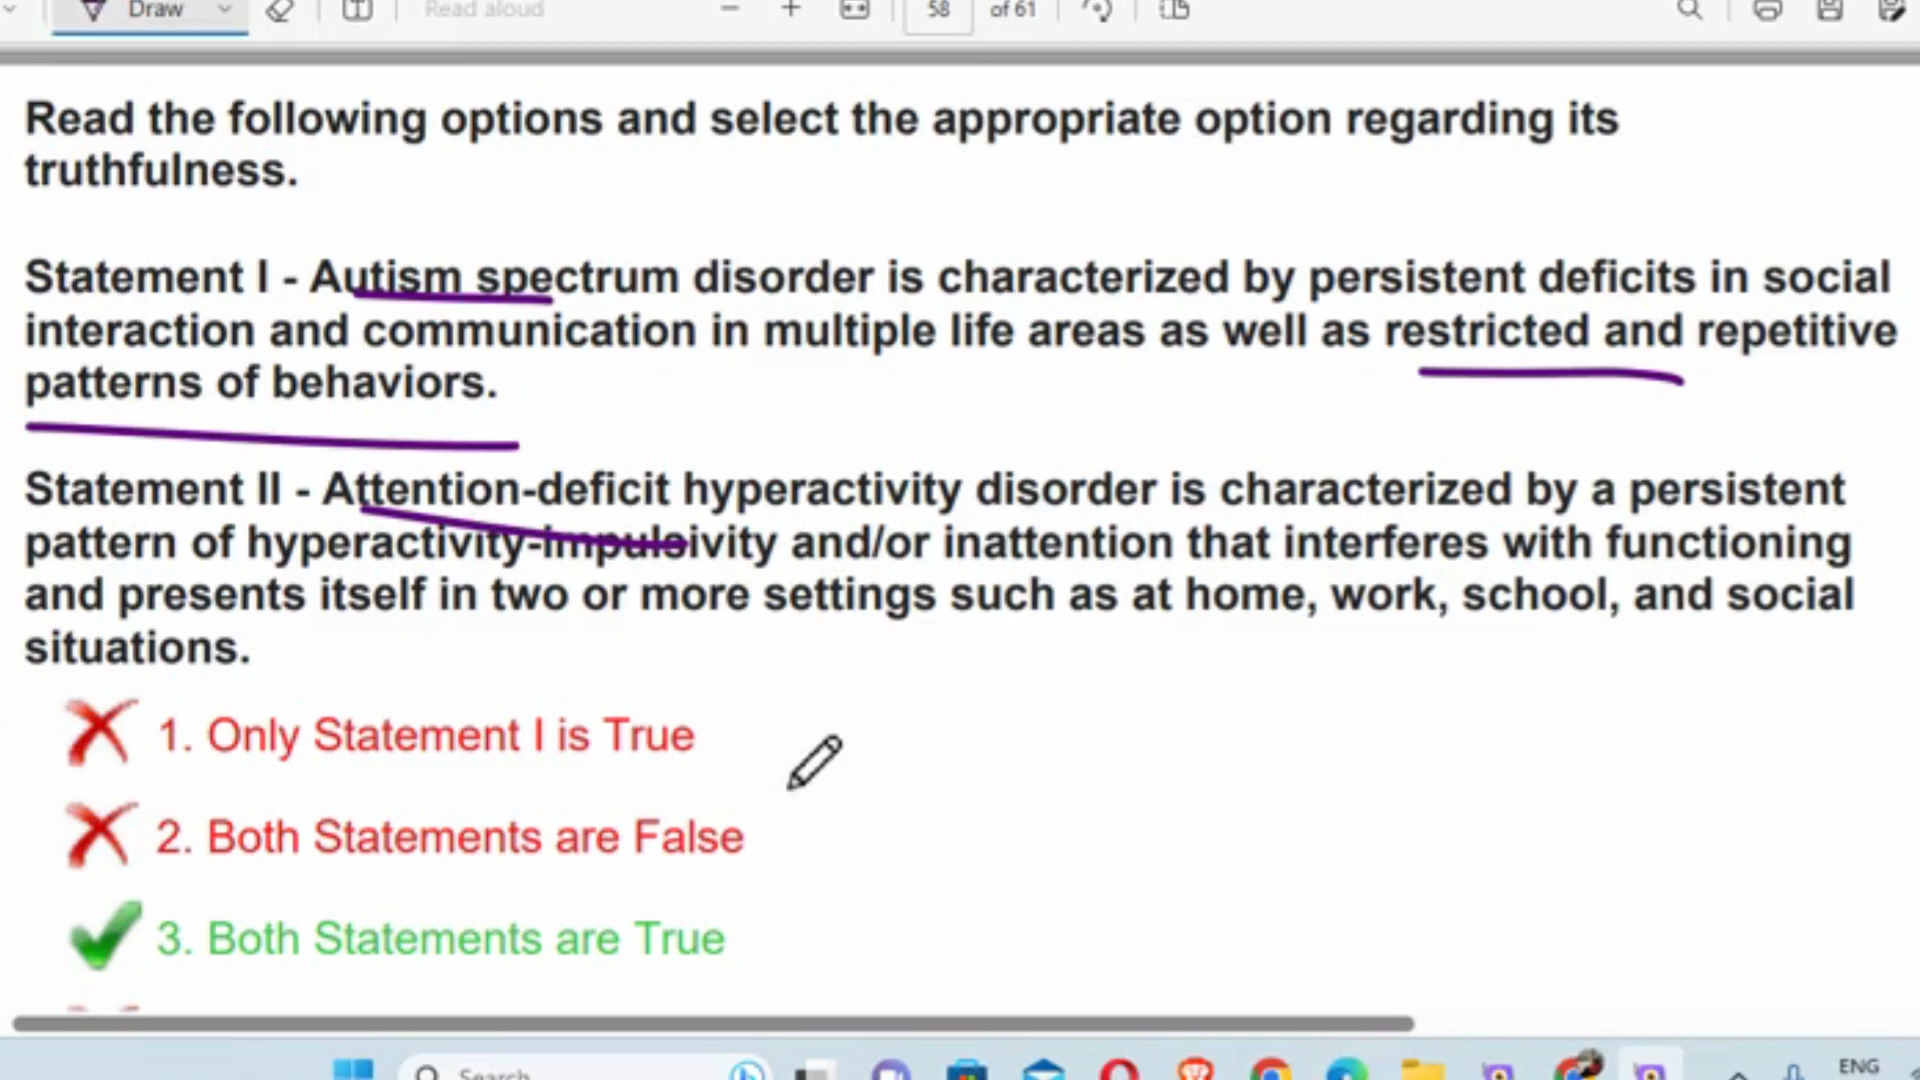 Draw
Read aloud
58 of 61
Read the following options and select the appropriate option regarding its
truthfulness.
Statement I - Autism spectrum disorder is characterized by persistent deficits in social
interaction and communication in multiple life areas as well as restricted and repetitive
patterns of behaviors.
Statement II - Attention-deficit hyperactivity disorder is characterized by a persistent
pattern of hyperactivity-impulsivity and/or inattention that interferes with functioning
and presents itself in two or more settings such as at home, work, school, and social
situations.
1. Only Statement I is True
2. Both Statements are False
3. Both Statements are True
Search
ENG